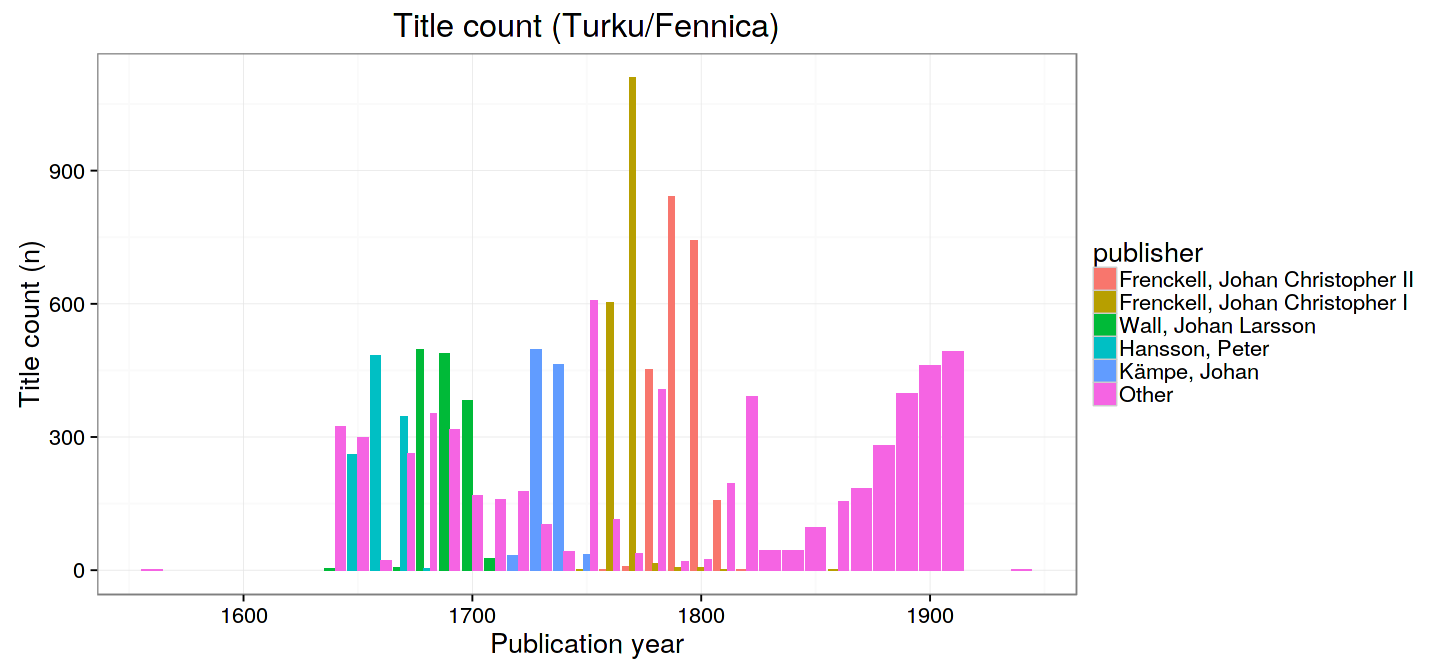 Title count (Turku/Fennica)
Title count (n)
900
600
300
0
1600
1700
1800
1900
Publication year
publisher
Frenckell, Johan Christopher II
Frenckell, Johan Christopher I
Wall, Johan Larsson
Hansson, Peter
Kämpe, Johan
Other